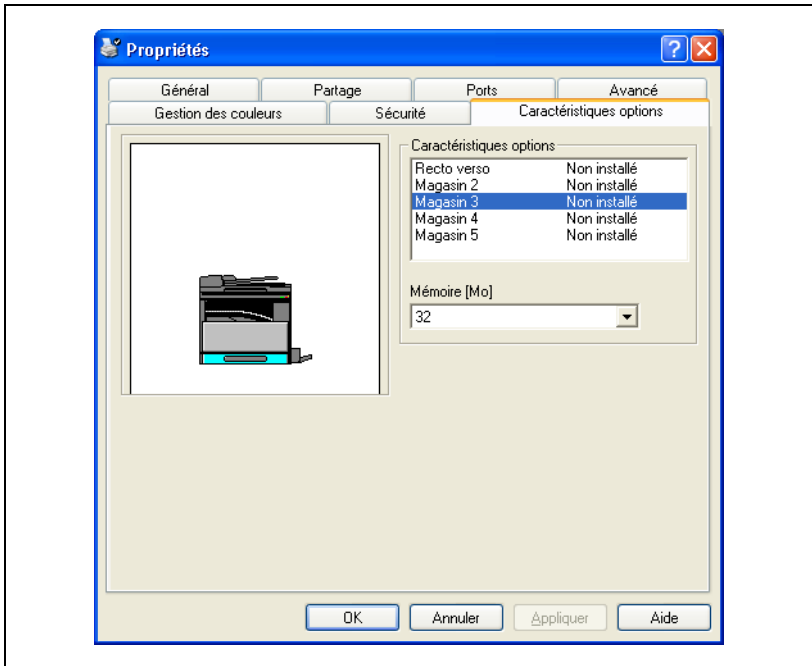 Propriétés
Général Partage Ports Avancé
Gestion des couleurs Sécurité Caractéristiques options
Caractéristiques options
Recto verso Non installé
Magasin 2 Non installé
Magasin 3 Non installé
Magasin 4 Non installé
Magasin 5 Non installé
Mémoire [Mo]
32
OK Annuler Appliquer Aide